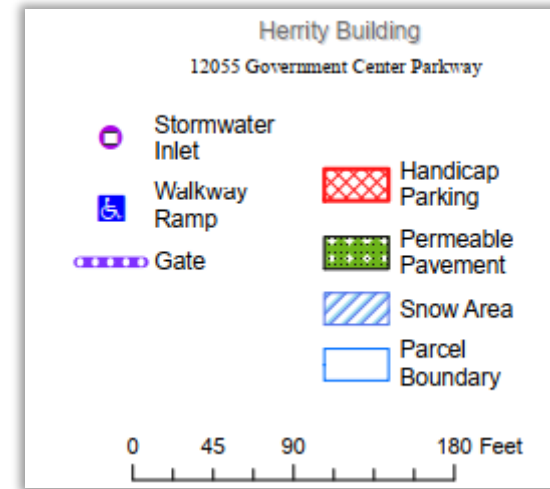 Herrity Building
12055 Government Center Parkway
Stormwater
Inlet
Walkway
Ramp
Gate
Handicap
Parking
Permeable
Pavement
Snow Area
Parcel
Boundary
0 45 90 180 Feet